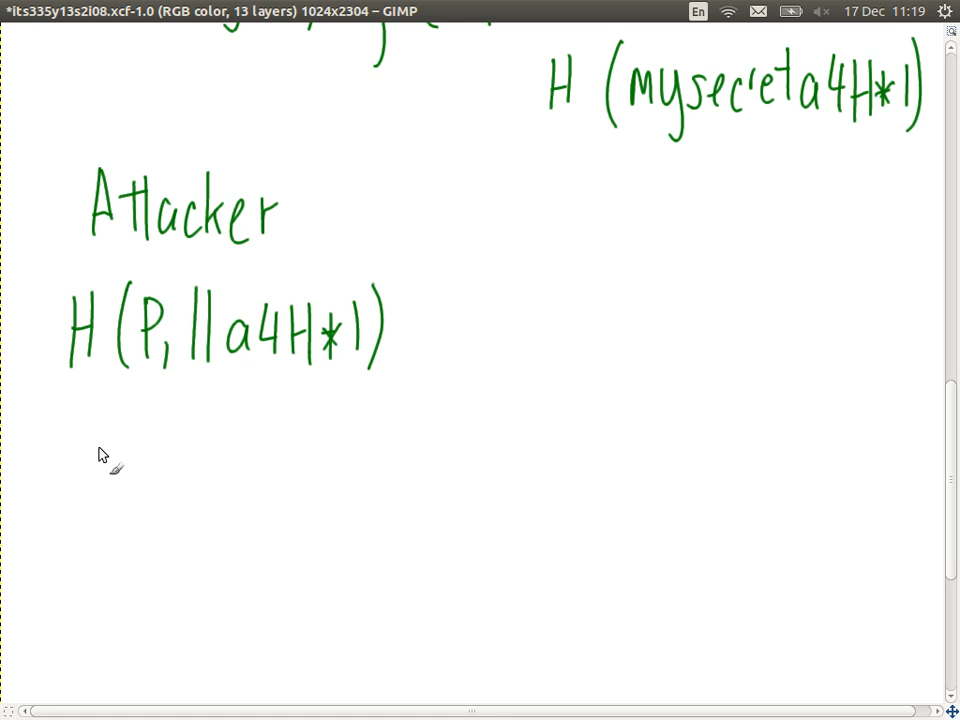 *its335y13s2i08.xcf-1.0 (RGB color, 13 layers) 1024x2304 – GIMP
En
17 Dec 11:19
H (mysecreta4H*1)
Attacker
H (P, || a4H*1)